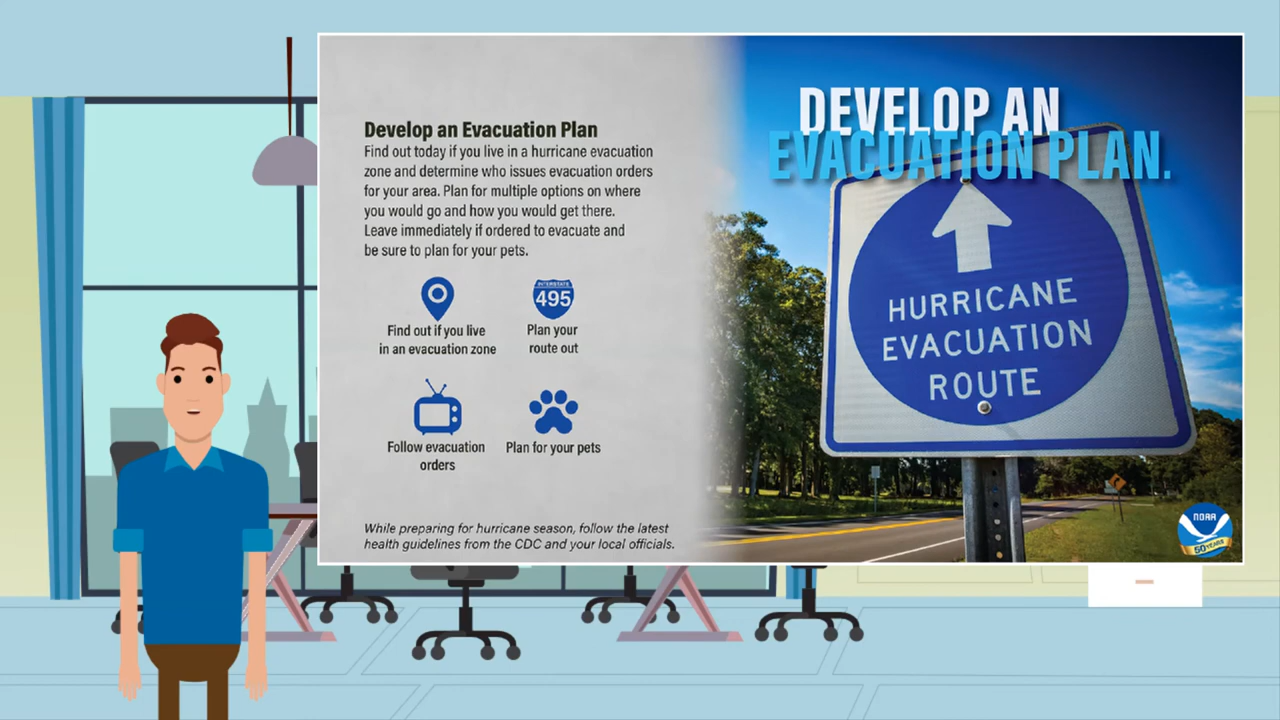 Develop an Evacuation Plan
Find out today if you live in a hurricane evacuation
zone and determine who issues evacuation orders
for your area. Plan for multiple options on where
you would go and how you would get there.
Leave immediately if ordered to evacuate and
be sure to plan for your pets.
INTERSTATE
495
Find out if you live
in an evacuation zone
Plan your
route out
Follow evacuation
orders
Plan for your pets
While preparing for hurricane season, follow the latest
health guidelines from the CDC and your local officials.
DEVELOP AN
EVACUATION PLAN.
HURRICANE
EVACUATION
ROUTE
NOAA
50 YEARS